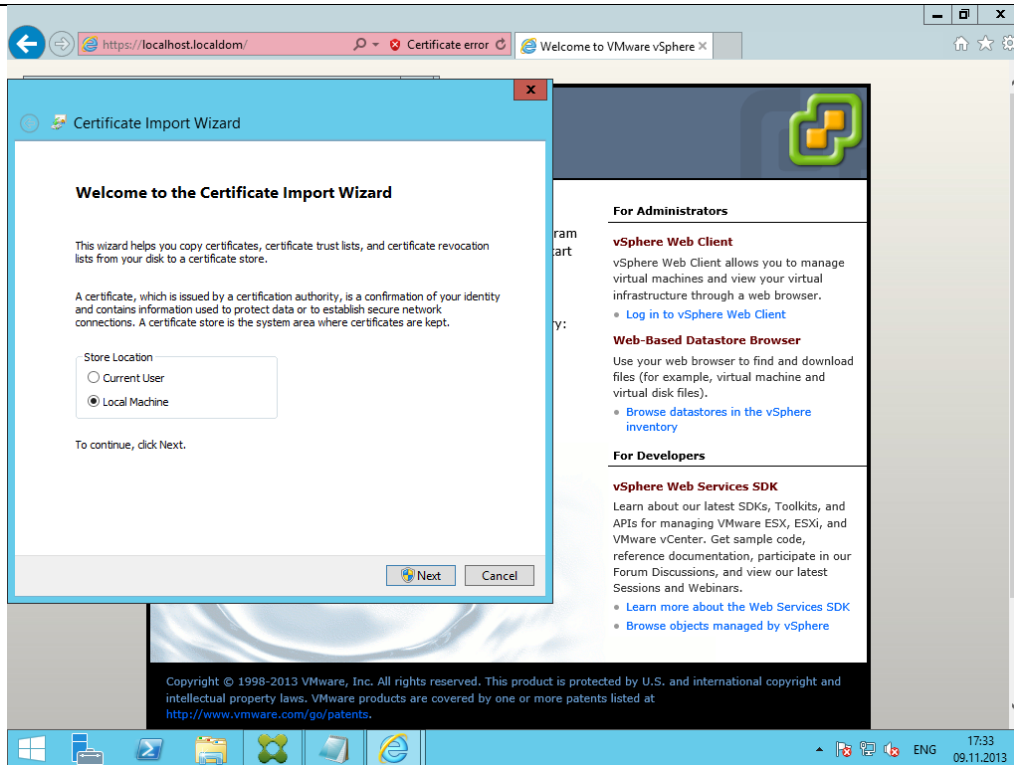 https://localhost.localdom/
Certificate error
Welcome to VMware vSphere
Certificate Import Wizard
Welcome to the Certificate Import Wizard
This wizard helps you copy certificates, certificate trust lists, and certificate revocation
lists from your disk to a certificate store.
A certificate, which is issued by a certification authority, is a confirmation of your identity
and contains information used to protect data or to establish secure network
connections. A certificate store is the system area where certificates are kept.
Store Location
Current User
Local Machine
To continue, click Next.
Next
Cancel
ry:
For Administrators
vSphere Web Client
vSphere Web Client allows you to manage
virtual machines and view your virtual
infrastructure through a web browser.
Log in to vSphere Web Client
Web-Based Datastore Browser
Use your web browser to find and download
files (for example, virtual machine and
virtual disk files).
Browse datastores in the vSphere
inventory
For Developers
vSphere Web Services SDK
Learn about our latest SDKs, Toolkits, and
APIs for managing VMware ESX, ESXi, and
VMware vCenter. Get sample code,
reference documentation, participate in our
Forum Discussions, and view our latest
Sessions and Webinars.
Learn more about the Web Services SDK
Browse objects managed by vSphere
Copyright © 1998-2013 VMware, Inc. All rights reserved. This product is protected by U.S. and international copyright and
intellectual property laws. VMware products are covered by one or more patents listed at
http://www.vmware.com/go/patents.
ENG
17:33
09.11.2013